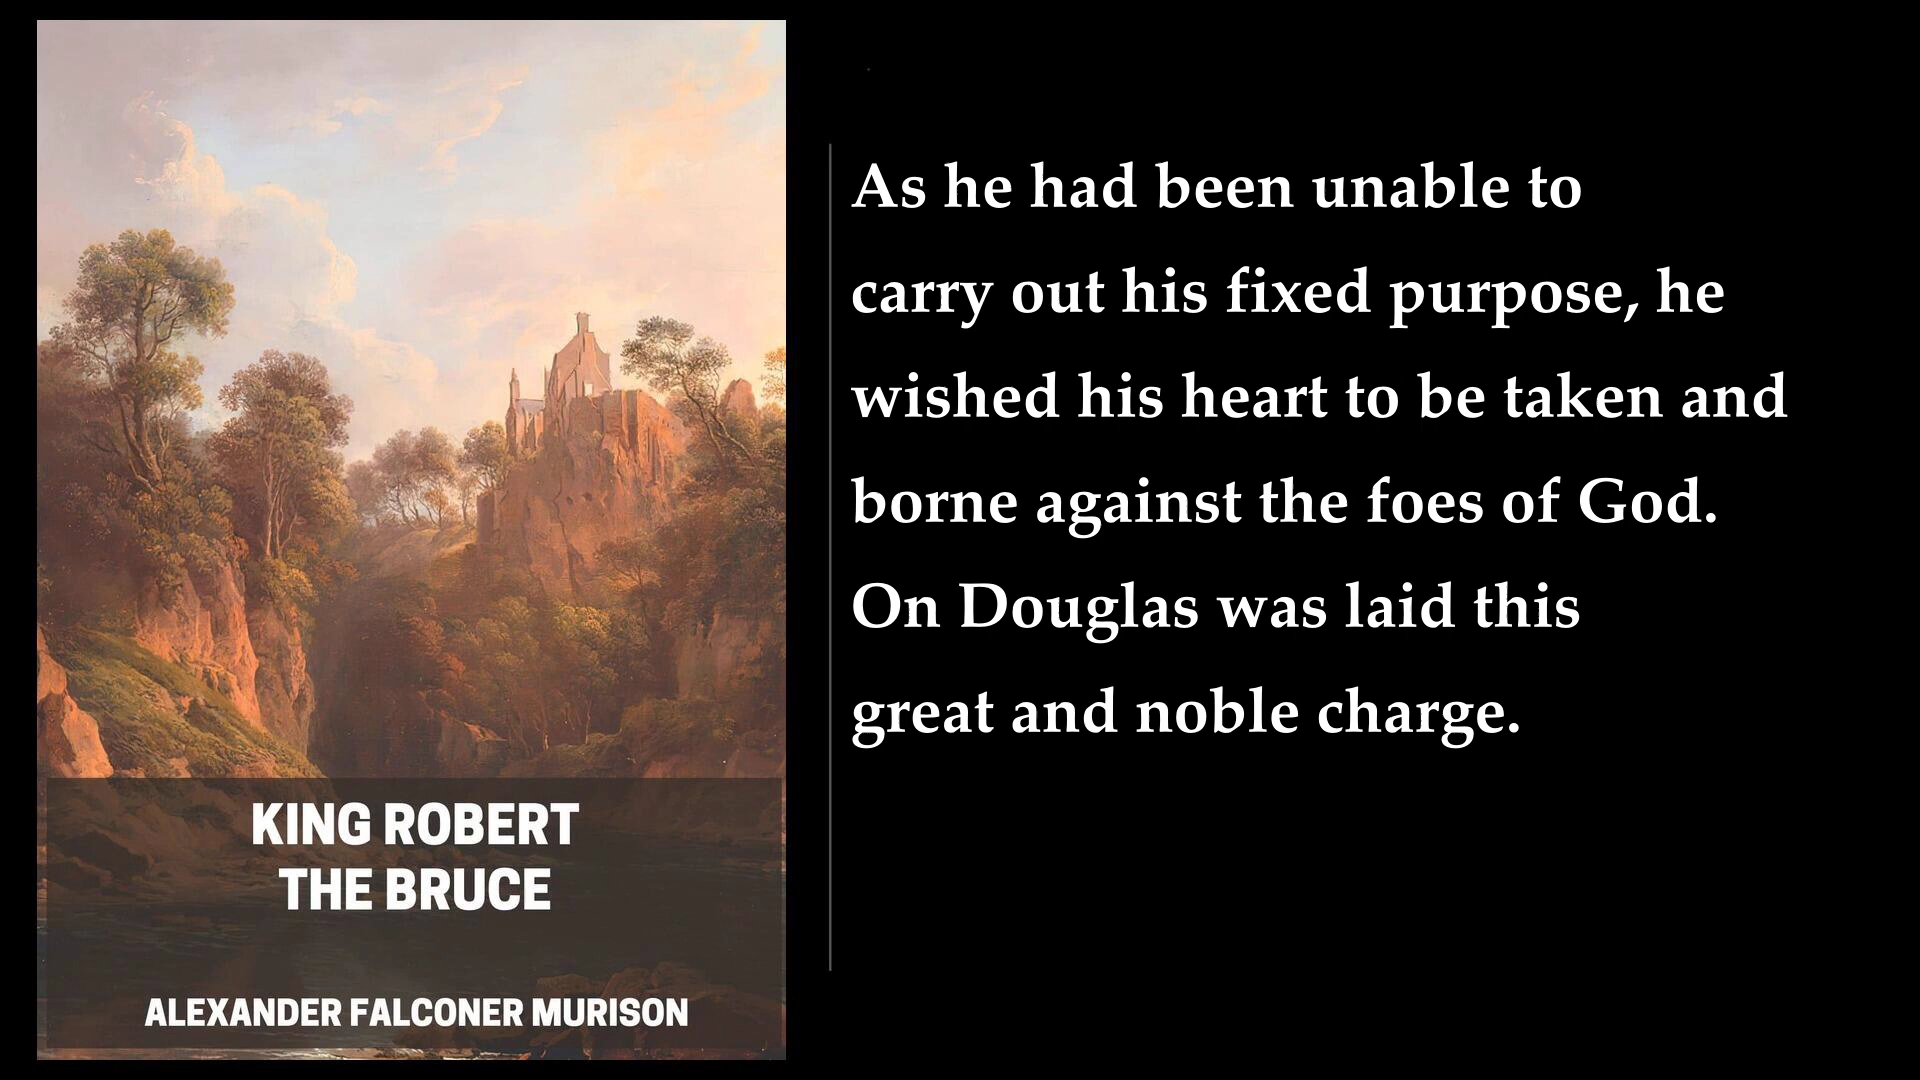 KING ROBERT
THE BRUCE
ALEXANDER FALCONER MURISON
As he had been unable to
carry out his fixed purpose, he
wished his heart to be taken and
borne against the foes of God.
On Douglas was laid this
great and noble charge.